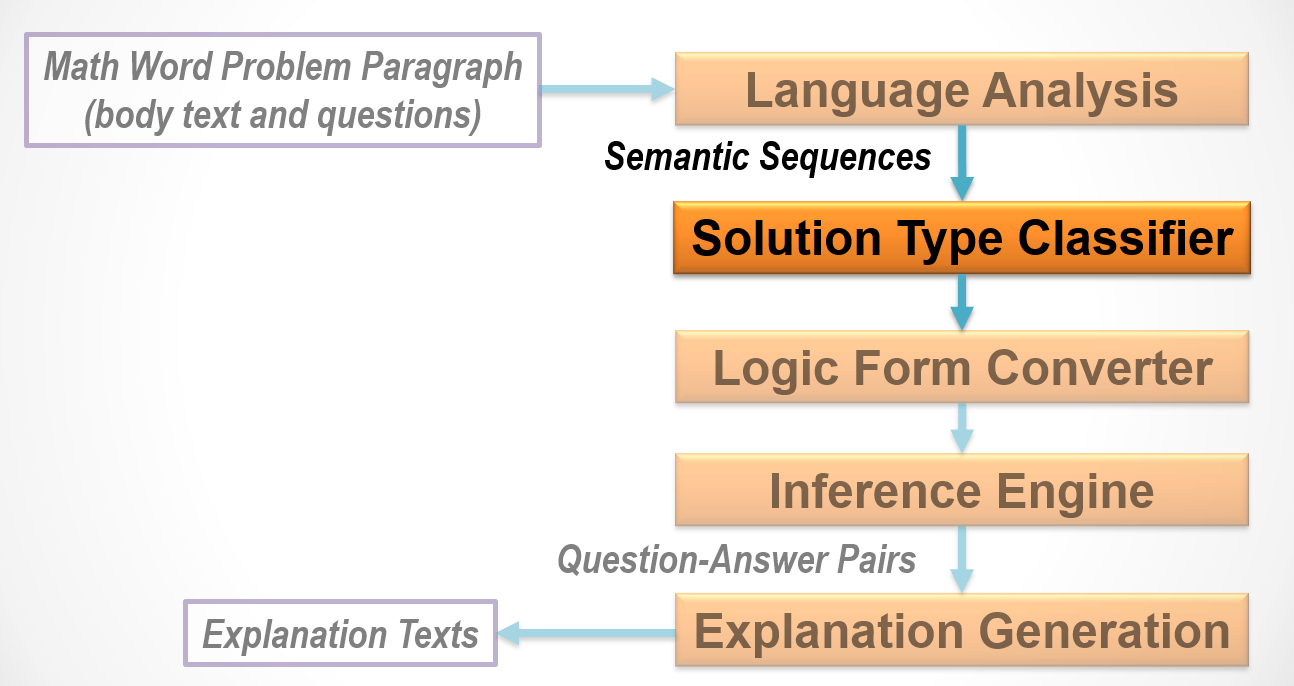 Math Word Problem Paragraph
(body text and questions)
Language Analysis
Semantic Sequences
Solution Type Classifier
Logic Form Converter
Inference Engine
Question-Answer Pairs
Explanation Texts
Explanation Generation